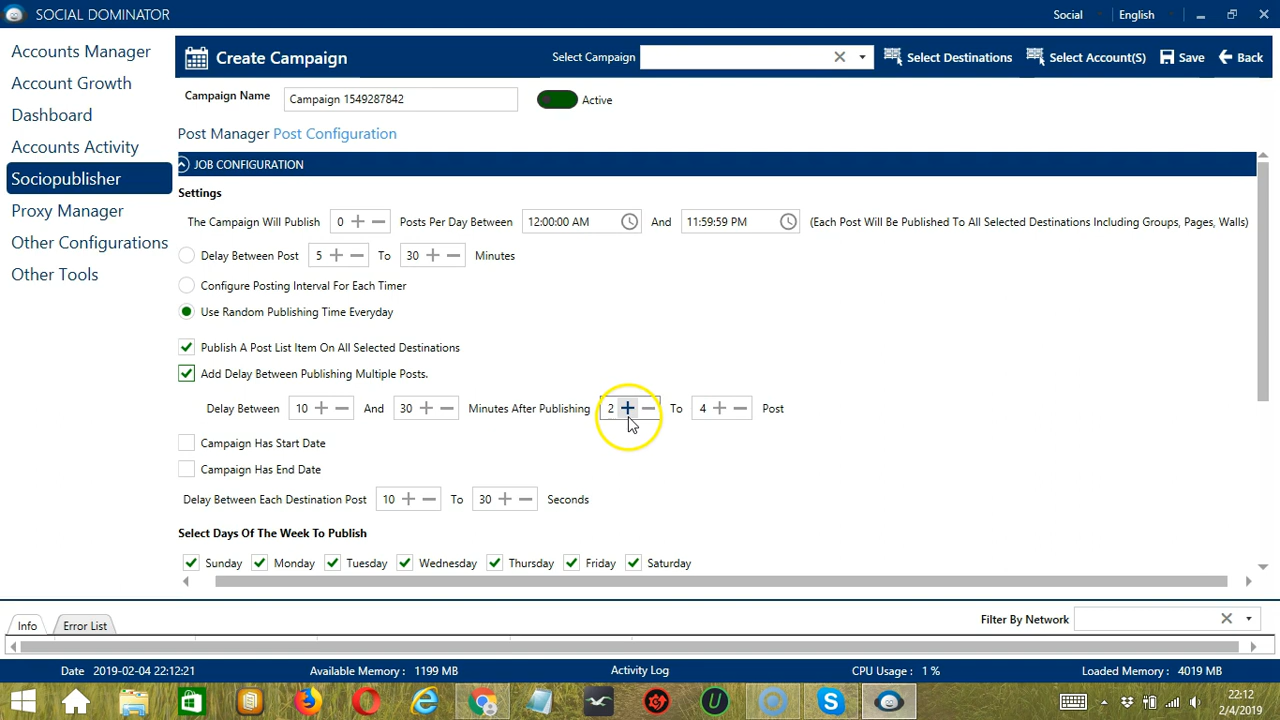 SOCIAL DOMINATOR
Social
English
Accounts Manager
Account Growth
Dashboard
Accounts Activity
Sociopublisher
Proxy Manager
Other Configurations
Other Tools
Create Campaign
Select Campaign
Select Destinations
Select Account(S)
Save
Back
Campaign Name Campaign 1549287842 Active
Post Manager Post Configuration
JOB CONFIGURATION
Settings
The Campaign Will Publish 0 + − Posts Per Day Between 12:00:00 AM And 11:59:59 PM (Each Post Will Be Published To All Selected Destinations Including Groups, Pages, Walls)
Delay Between Post 5 + − To 30 + − Minutes
Configure Posting Interval For Each Timer
Use Random Publishing Time Everyday
Publish A Post List Item On All Selected Destinations
Add Delay Between Publishing Multiple Posts.
Delay Between 10 + − And 30 + − Minutes After Publishing 2 + − To 4 + − Post
Campaign Has Start Date
Campaign Has End Date
Delay Between Each Destination Post 10 + − To 30 + − Seconds
Select Days Of The Week To Publish
Sunday Monday Tuesday Wednesday Thursday Friday Saturday
Info Error List
Filter By Network
Date 2019-02-04 22:12:21 Available Memory : 1199 MB Activity Log CPU Usage : 1 % Loaded Memory : 4019 MB
22:12
2/4/2019